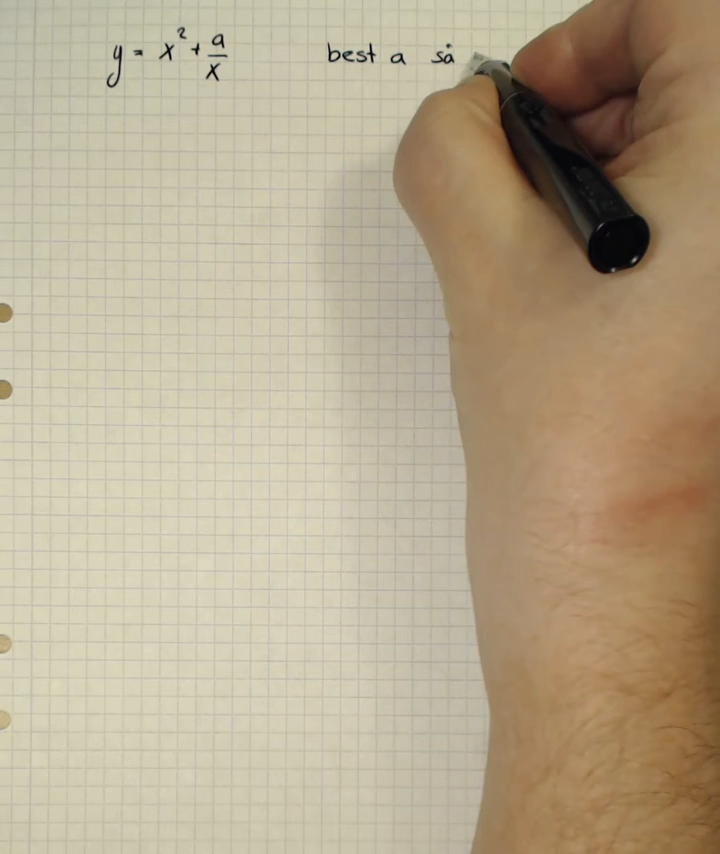 y = x² + a/x best a så